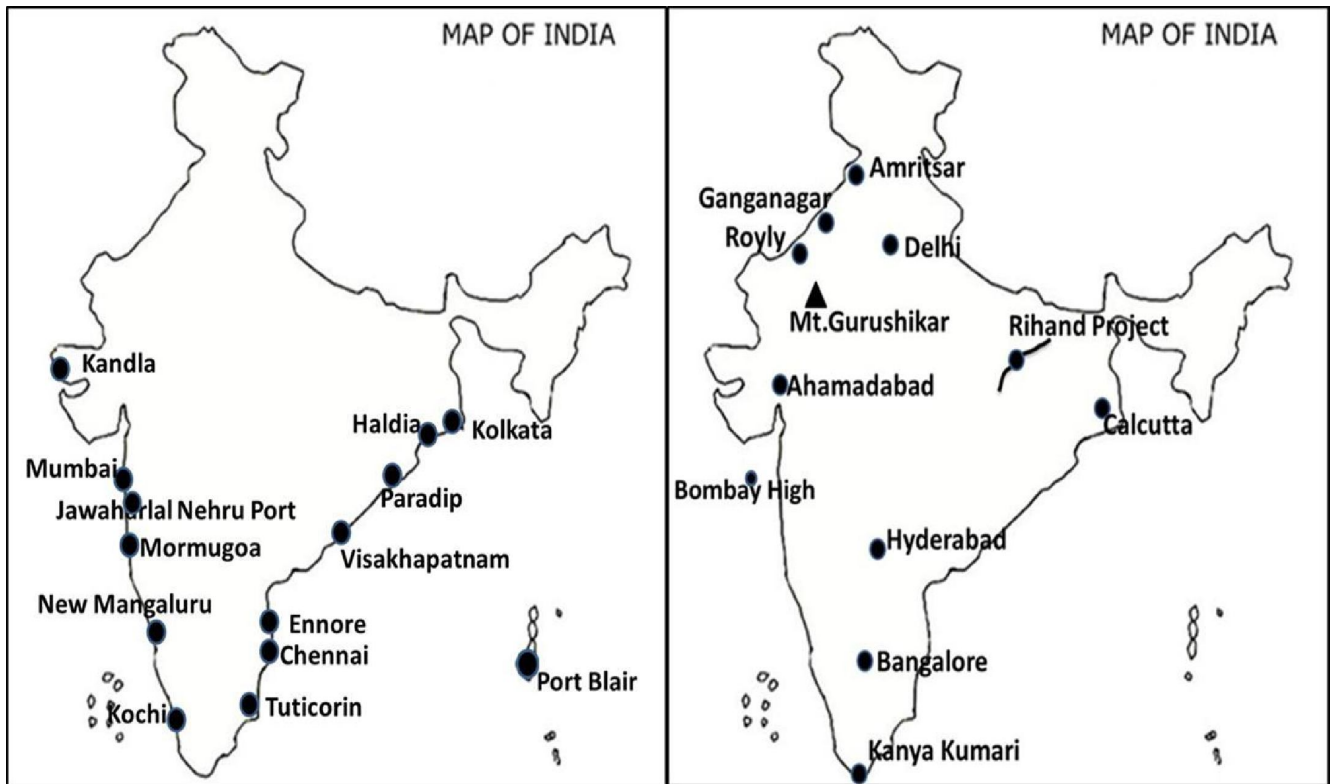 MAP OF INDIA
Kandla
Haldia
Kolkata
Mumbai
Paradip
Jawaharlal Nehru Port
Mormugoa
Visakhapatnam
New Mangaluru
Ennore
Chennai
Port Blair
Kochi
Tuticorin
MAP OF INDIA
Amritsar
Ganganagar
Royly
Delhi
Mt.Gurushikar
Rihand Project
Ahamadabad
Calcutta
Bombay High
Hyderabad
Bangalore
Kanya Kumari